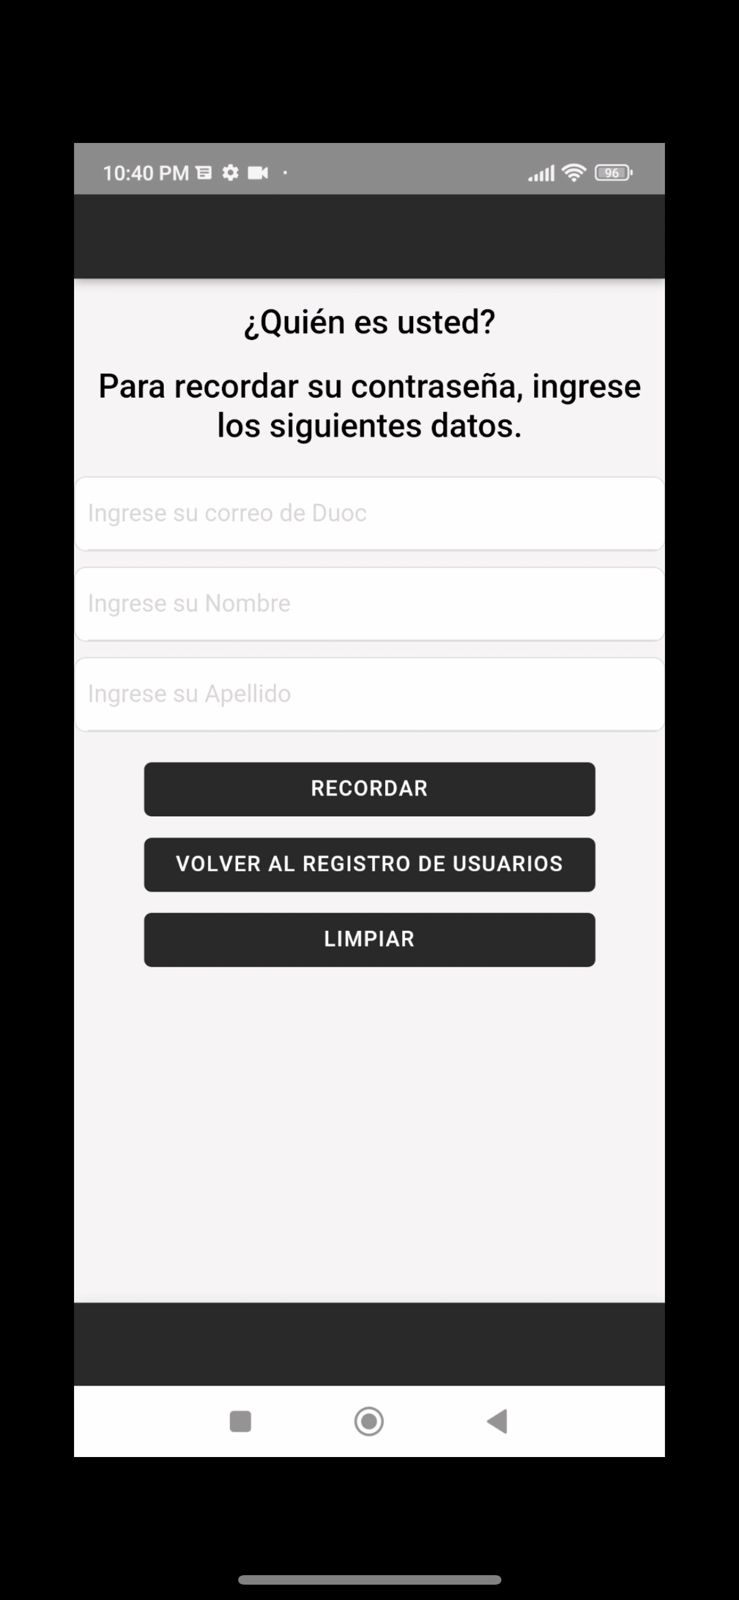 10:40 PM
96
¿Quién es usted?
Para recordar su contraseña, ingrese
los siguientes datos.
Ingrese su correo de Duoc
Ingrese su Nombre
Ingrese su Apellido
RECORDAR
VOLVER AL REGISTRO DE USUARIOS
LIMPIAR